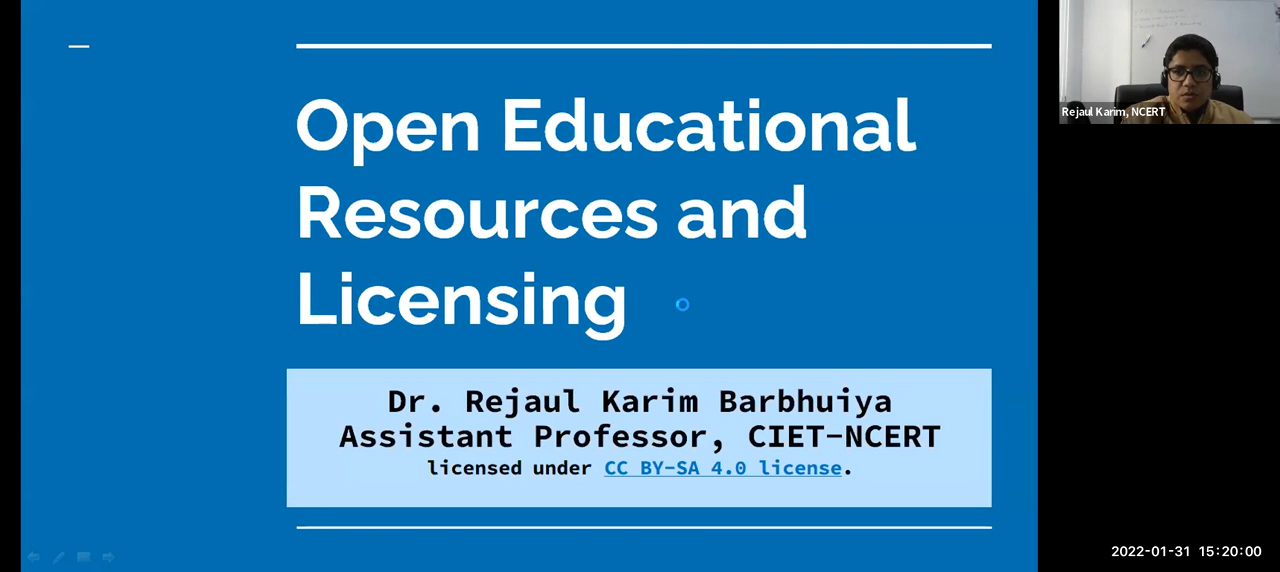 Open Educational
Resources and
Licensing
Dr. Rejaul Karim Barbhuiya
Assistant Professor, CIET-NCERT
licensed under CC BY-SA 4.0 license.
Rejaul Karim, NCERT
2022-01-31 15:20:00